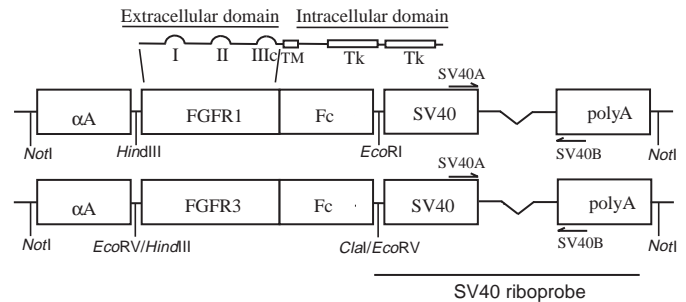 Extracellular domain Intracellular domain
I II IIIc TM Tk Tk
SV40A
αA FGFR1 Fc SV40 polyA
NotI HindIII EcoRI SV40B NotI
SV40A
αA FGFR3 Fc SV40 polyA
NotI EcoRV/HindIII ClaI/EcoRV SV40B NotI
SV40 riboprobe